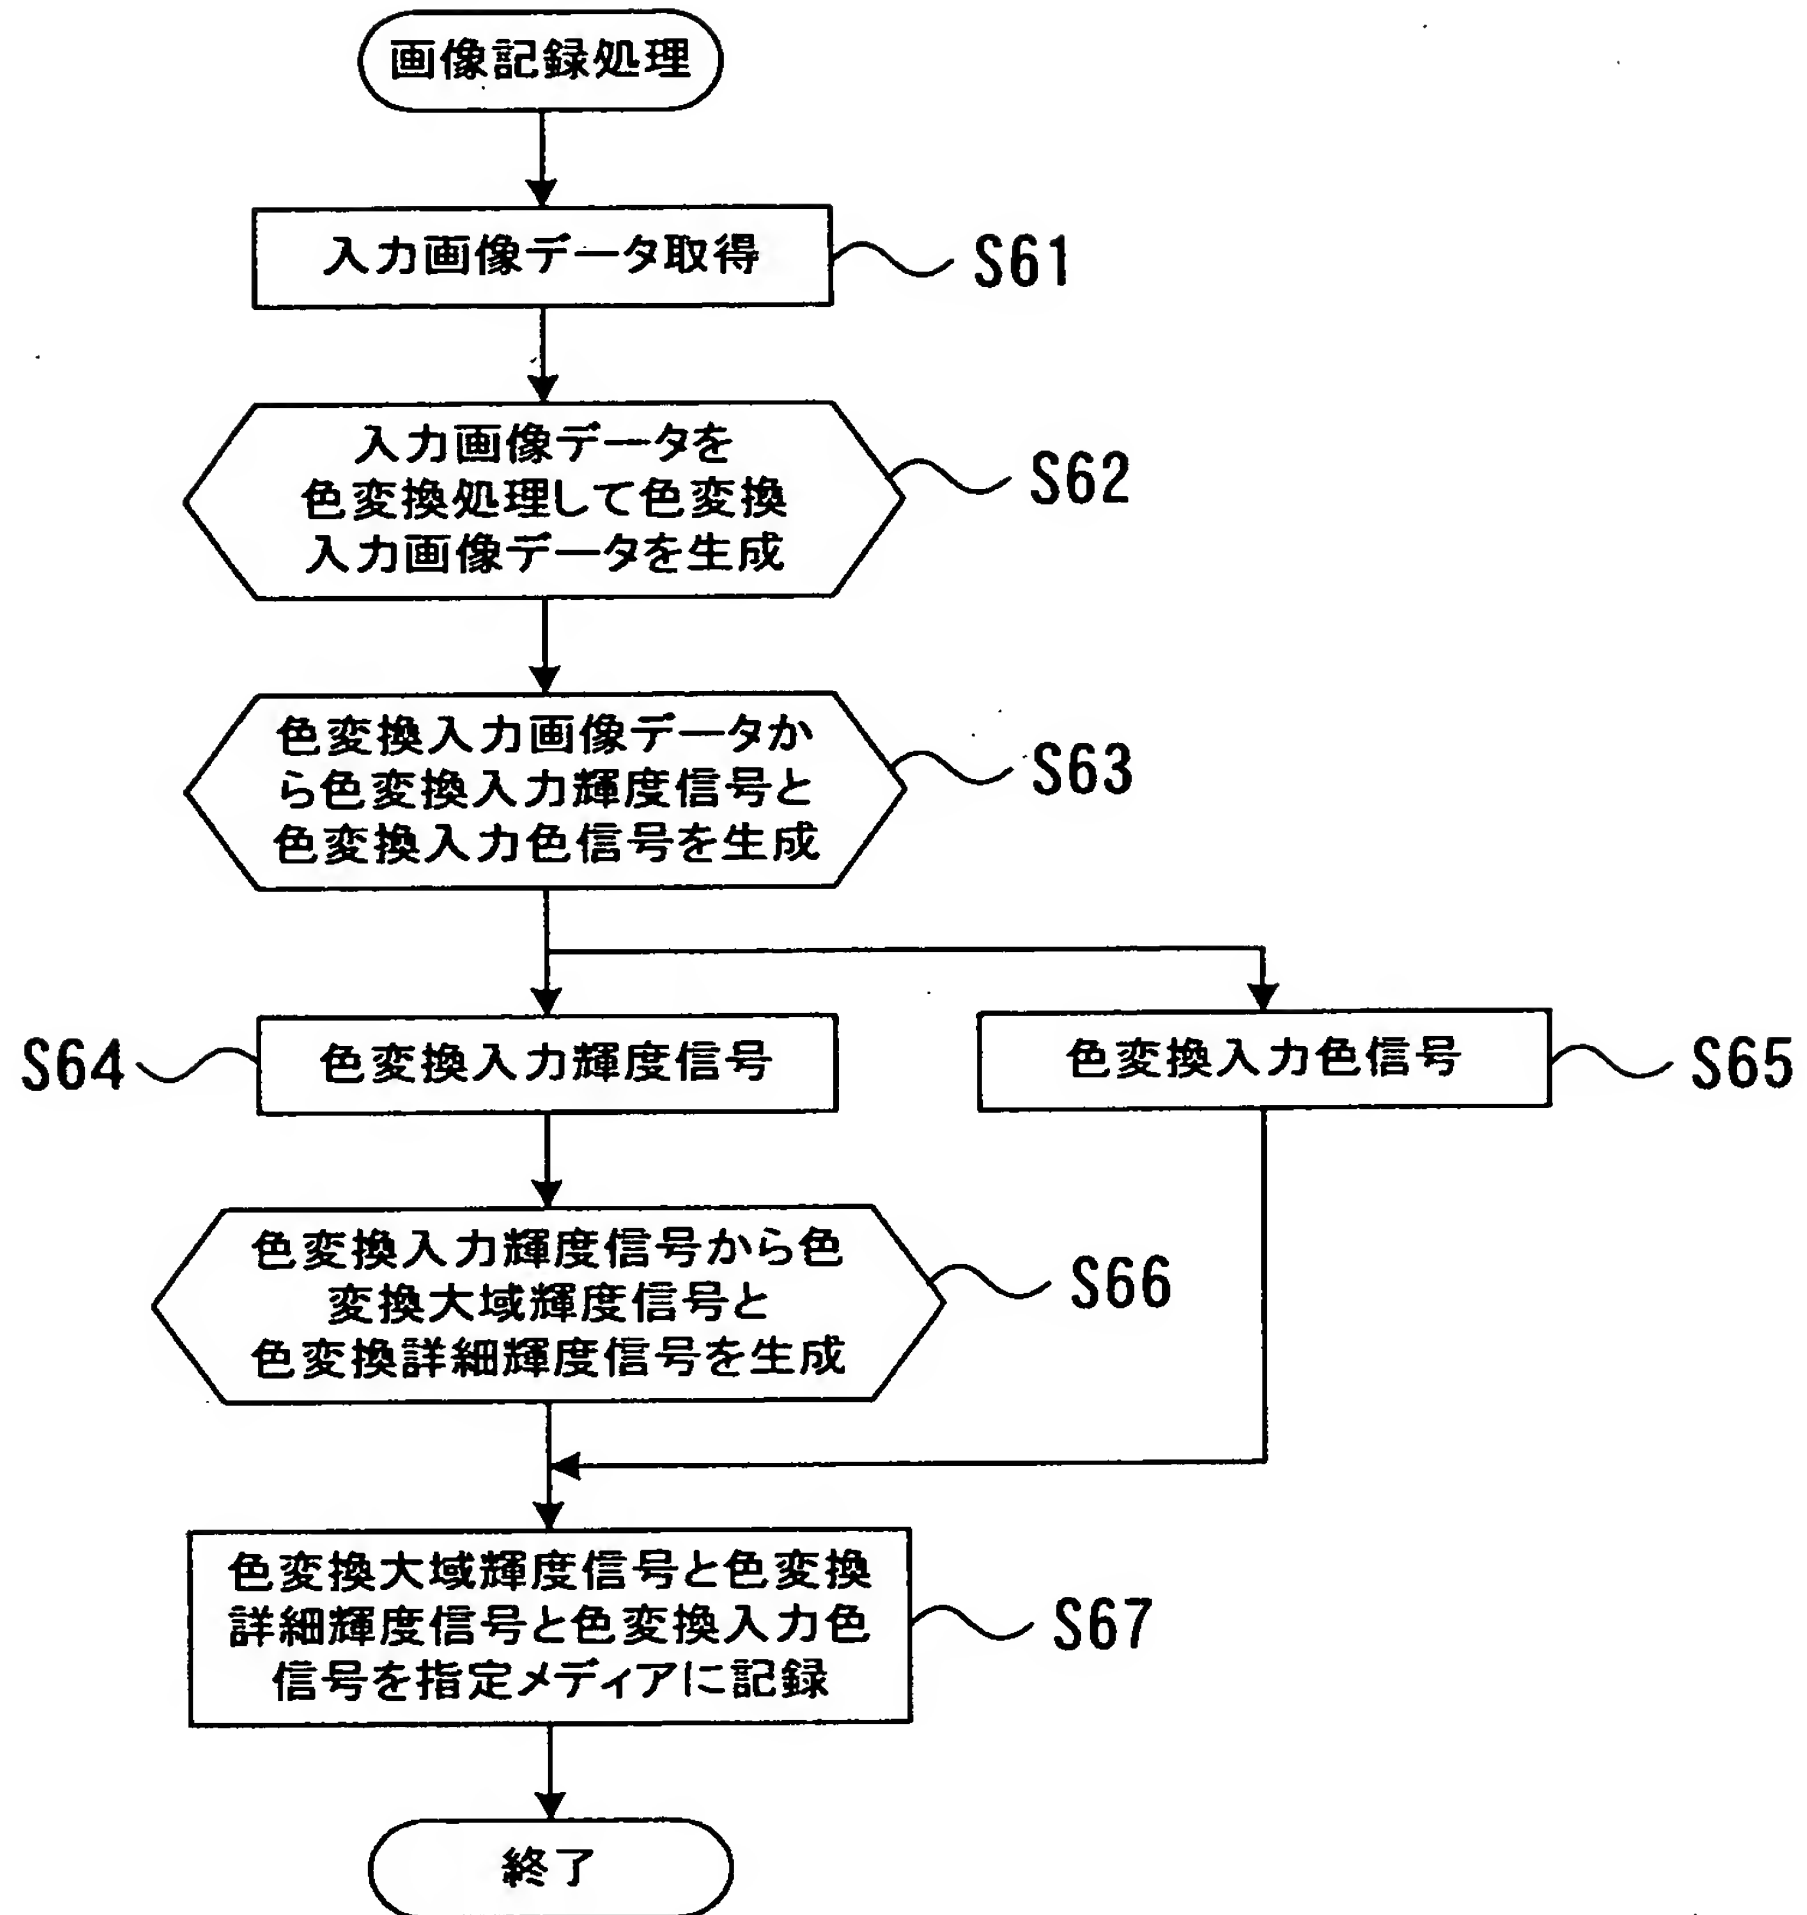 画像記録処理
入力画像データ取得
S61
入力画像データを
色変換処理して色変換
入力画像データを生成
S62
色変換入力画像データか
ら色変換入力輝度信号と
色変換入力色信号を生成
S63
S64
色変換入力輝度信号
色変換入力色信号
S65
色変換入力輝度信号から色
変換大域輝度信号と
色変換詳細輝度信号を生成
S66
色変換大域輝度信号と色変換
詳細輝度信号と色変換入力色
信号を指定メディアに記録
S67
終了